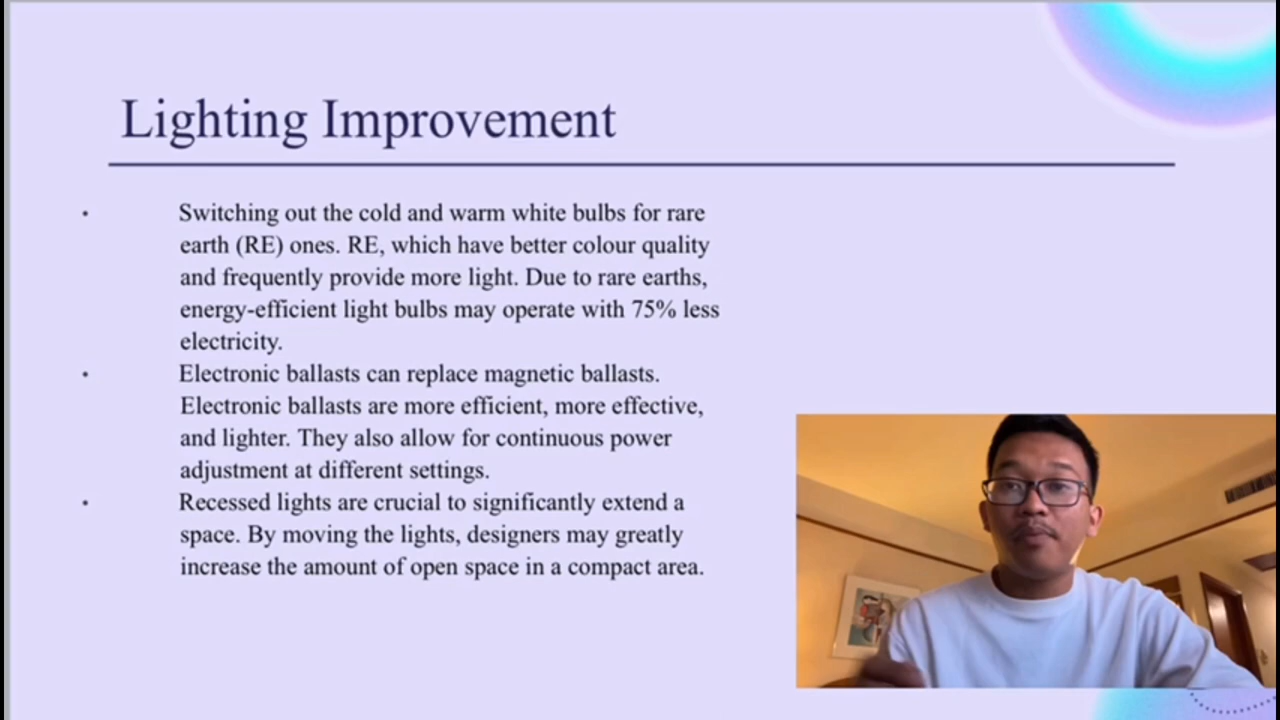 Lighting Improvement
• Switching out the cold and warm white bulbs for rare
earth (RE) ones. RE, which have better colour quality
and frequently provide more light. Due to rare earths,
energy-efficient light bulbs may operate with 75% less
electricity.
• Electronic ballasts can replace magnetic ballasts.
Electronic ballasts are more efficient, more effective,
and lighter. They also allow for continuous power
adjustment at different settings.
• Recessed lights are crucial to significantly extend a
space. By moving the lights, designers may greatly
increase the amount of open space in a compact area.